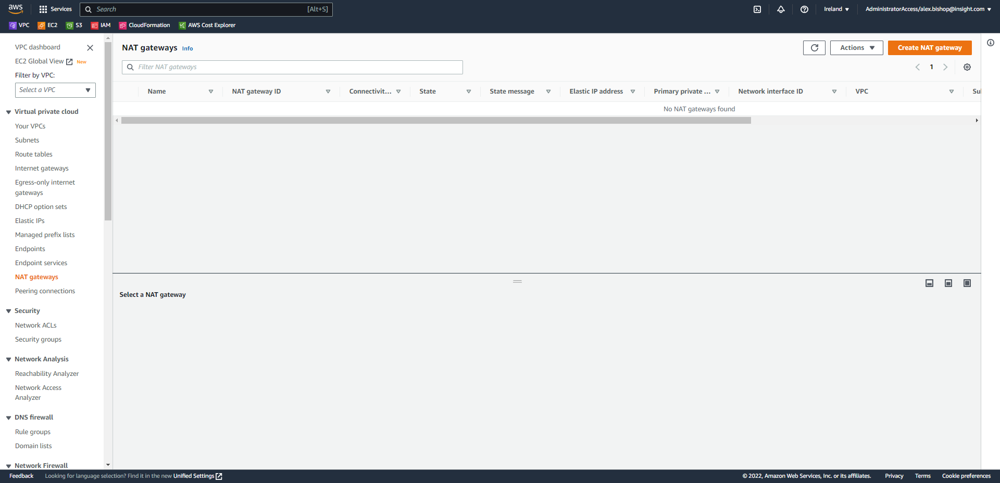 aws
Services
Search
[Alt+S]
Ireland
AdministratorAccess/alex.bishop@insight.com
VPC
EC2
S3
IAM
CloudFormation
AWS Cost Explorer
VPC dashboard
EC2 Global View
New
Filter by VPC:
Select a VPC
Virtual private cloud
Your VPCs
Subnets
Route tables
Internet gateways
Egress-only internet
gateways
DHCP option sets
Elastic IPs
Managed prefix lists
Endpoints
Endpoint services
NAT gateways
Peering connections
Security
Network ACLs
Security groups
Network Analysis
Reachability Analyzer
Network Access
Analyzer
DNS firewall
Rule groups
Domain lists
Network Firewall
NAT gateways Info
Actions
Create NAT gateway
Filter NAT gateways
1
Name
NAT gateway ID
Connectivit...
State
State message
Elastic IP address
Primary private ...
Network interface ID
VPC
No NAT gateways found
Select a NAT gateway
Feedback
Looking for language selection? Find it in the new Unified Settings
© 2022, Amazon Web Services, Inc. or its affiliates.
Privacy
Terms
Cookie preferences